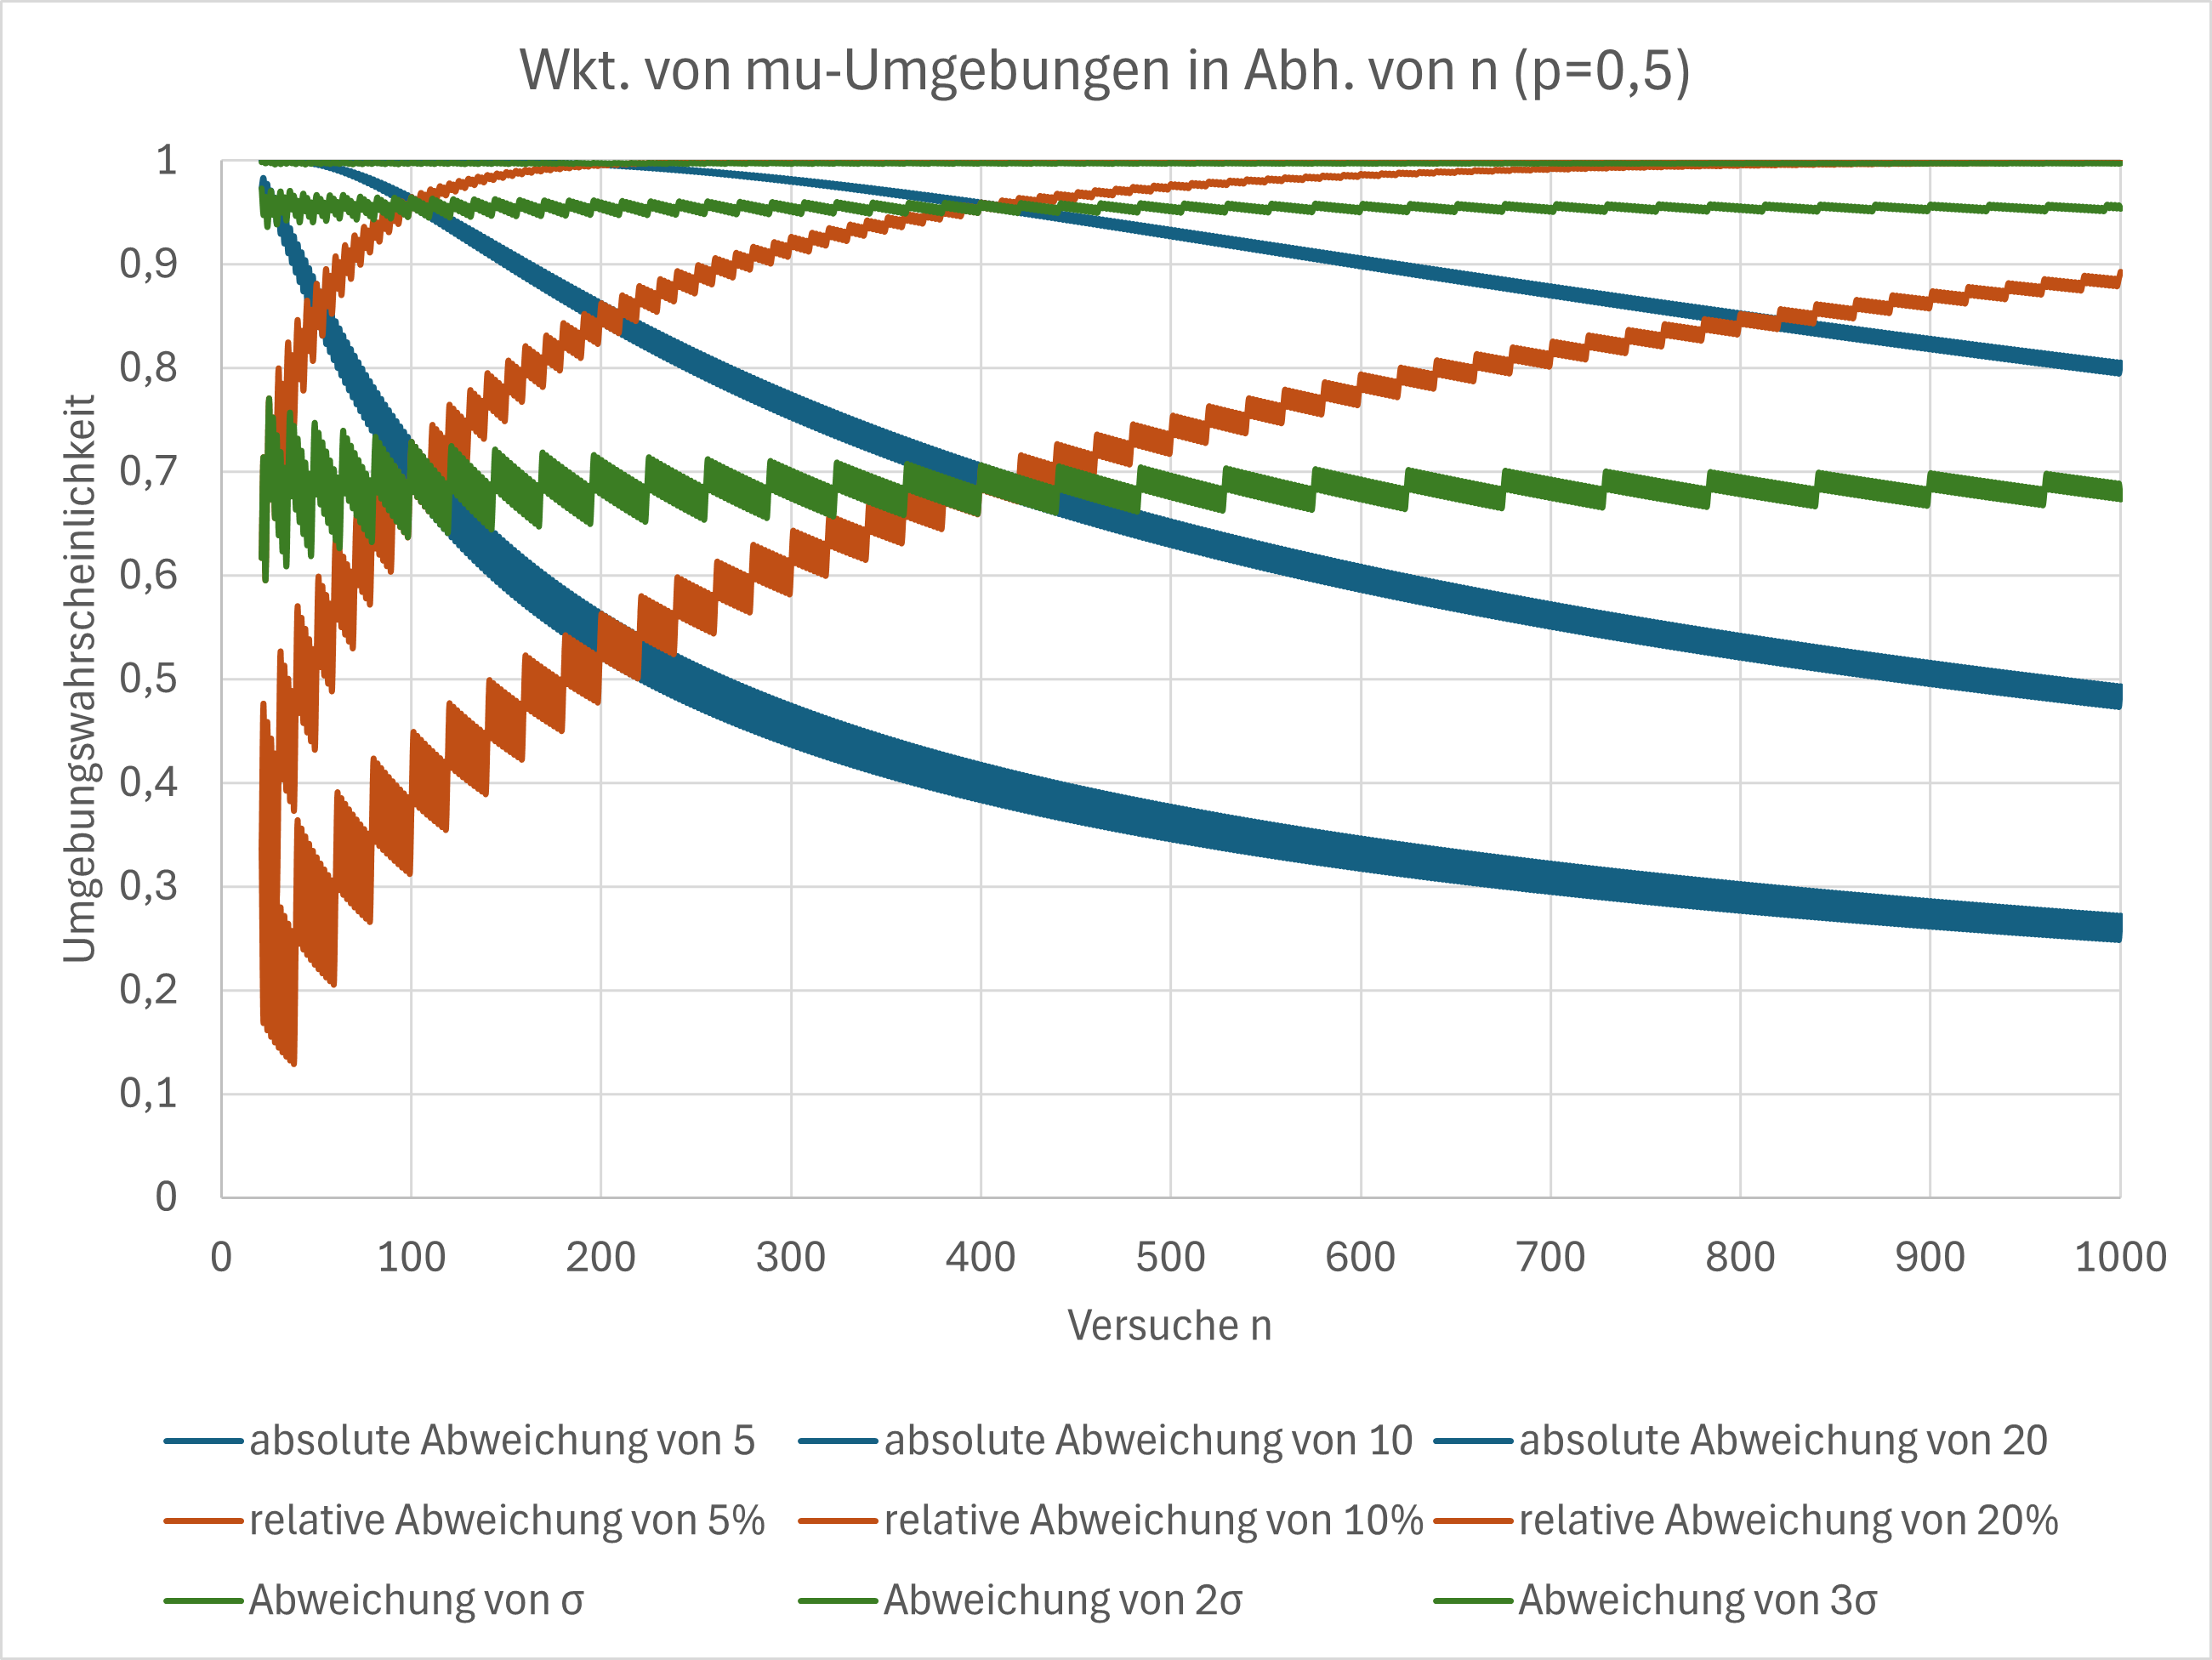 Wkt. von mu-Umgebungen in Abh. von n (p=0,5)
Umgebungswahrscheinlichkeit
1
0,9
0,8
0,7
0,6
0,5
0,4
0,3
0,2
0,1
0
0 100 200 300 400 500 600 700 800 900 1000
Versuche n
absolute Abweichung von 5 absolute Abweichung von 10 absolute Abweichung von 20
relative Abweichung von 5% relative Abweichung von 10% relative Abweichung von 20%
Abweichung von σ Abweichung von 2σ Abweichung von 3σ